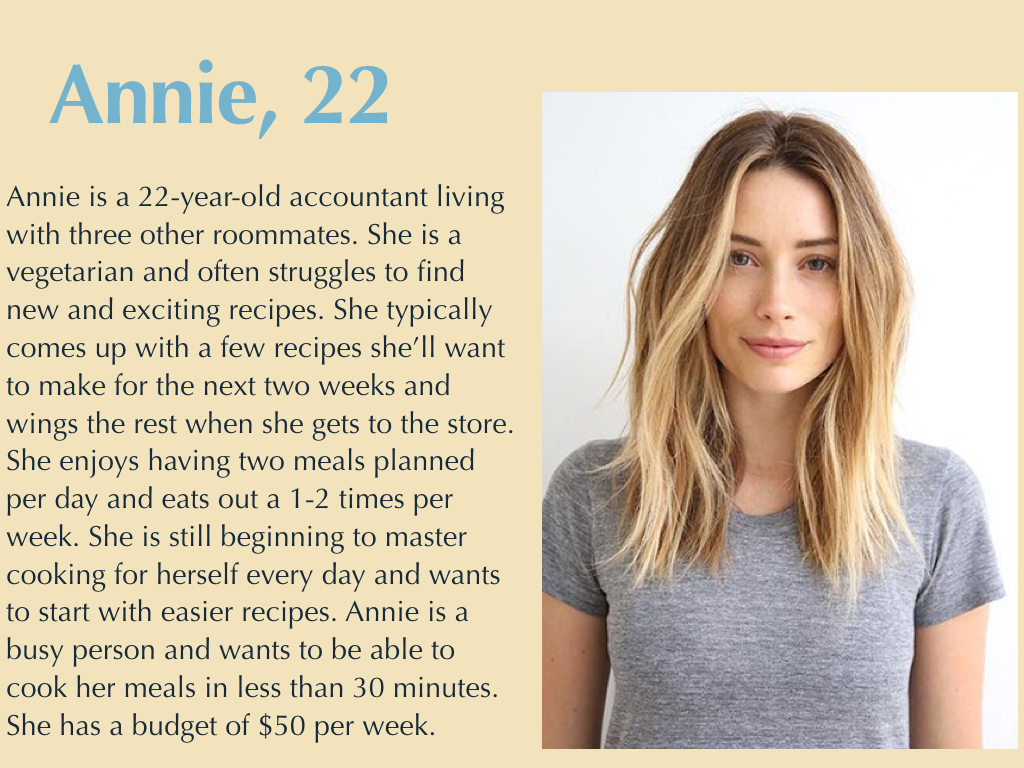 Annie, 22
Annie is a 22-year-old accountant living
with three other roommates. She is a
vegetarian and often struggles to find
new and exciting recipes. She typically
comes up with a few recipes she’ll want
to make for the next two weeks and
wings the rest when she gets to the store.
She enjoys having two meals planned
per day and eats out a 1-2 times per
week. She is still beginning to master
cooking for herself every day and wants
to start with easier recipes. Annie is a
busy person and wants to be able to
cook her meals in less than 30 minutes.
She has a budget of $50 per week.